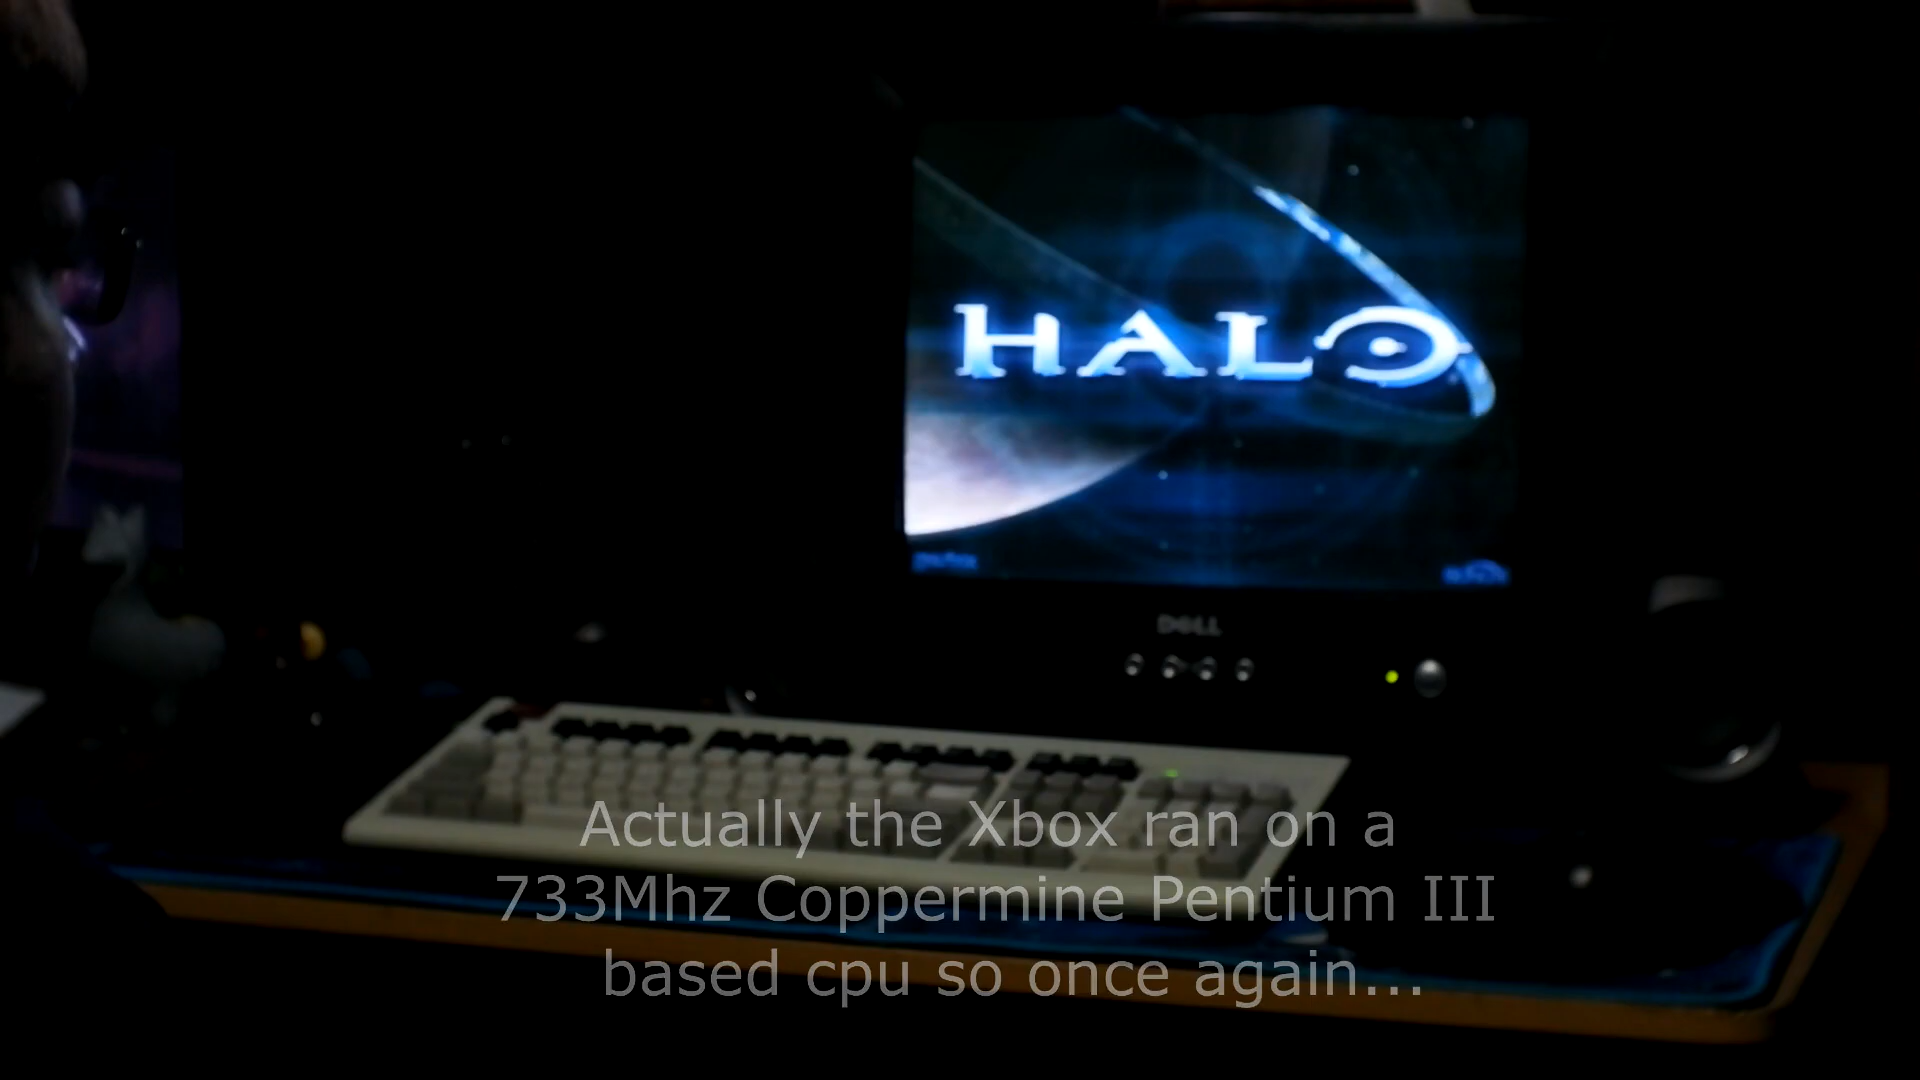 HALO
DELL
Actually the Xbox ran on a
733Mhz Coppermine Pentium III
based cpu so once again...